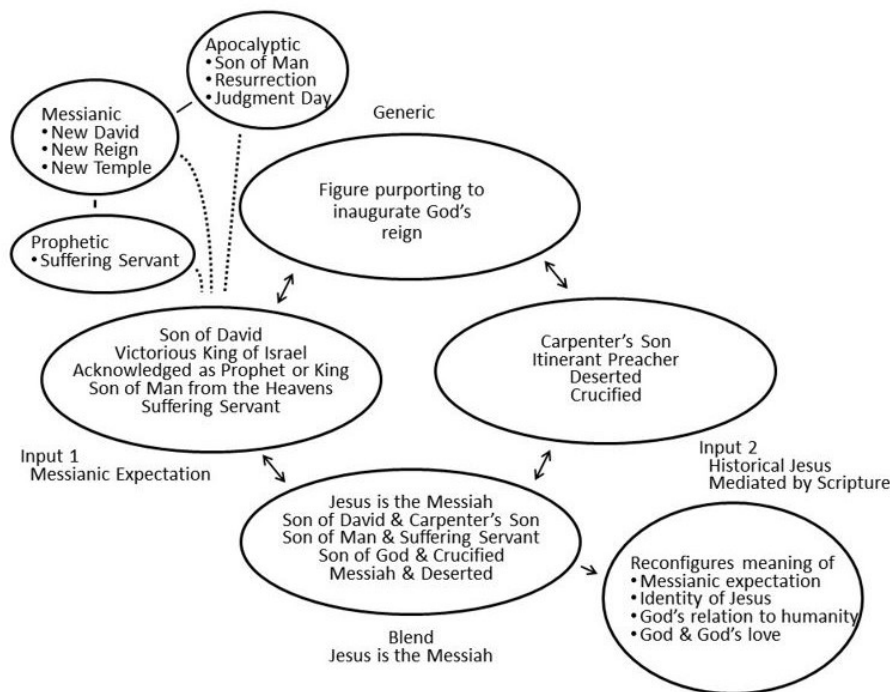 Apocalyptic
• Son of Man
• Resurrection
• Judgment Day
Messianic
• New David
• New Reign
• New Temple
Prophetic
• Suffering Servant
Generic
Figure purporting to
inaugurate God's
reign
Son of David
Victorious King of Israel
Acknowledged as Prophet or King
Son of Man from the Heavens
Suffering Servant
Input 1
Messianic Expectation
Carpenter's Son
Itinerant Preacher
Deserted
Crucified
Input 2
Historical Jesus
Mediated by Scripture
Jesus is the Messiah
Son of David & Carpenter's Son
Son of Man & Suffering Servant
Son of God & Crucified
Messiah & Deserted
Blend
Jesus is the Messiah
Reconfigures meaning of
• Messianic expectation
• Identity of Jesus
• God's relation to humanity
• God & God's love